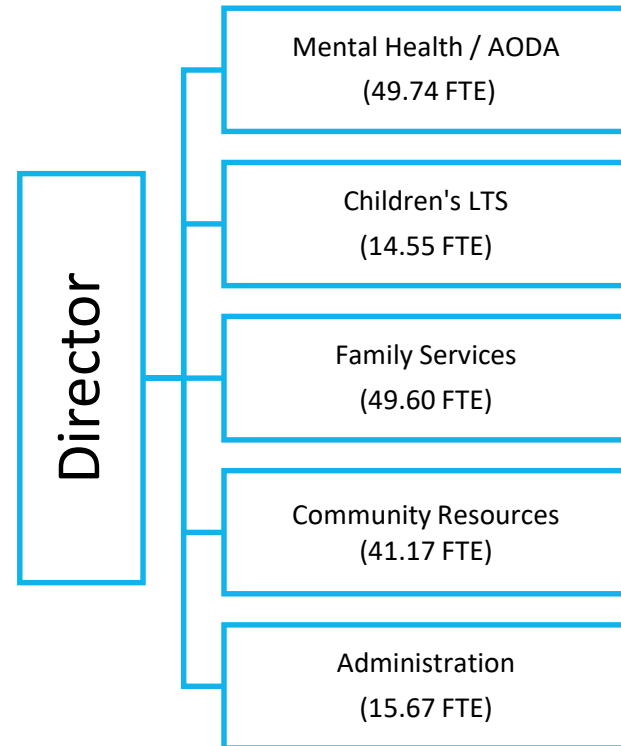 Director
Mental Health / AODA
(49.74 FTE)
Children's LTS
(14.55 FTE)
Family Services
(49.60 FTE)
Community Resources
(41.17 FTE)
Administration
(15.67 FTE)